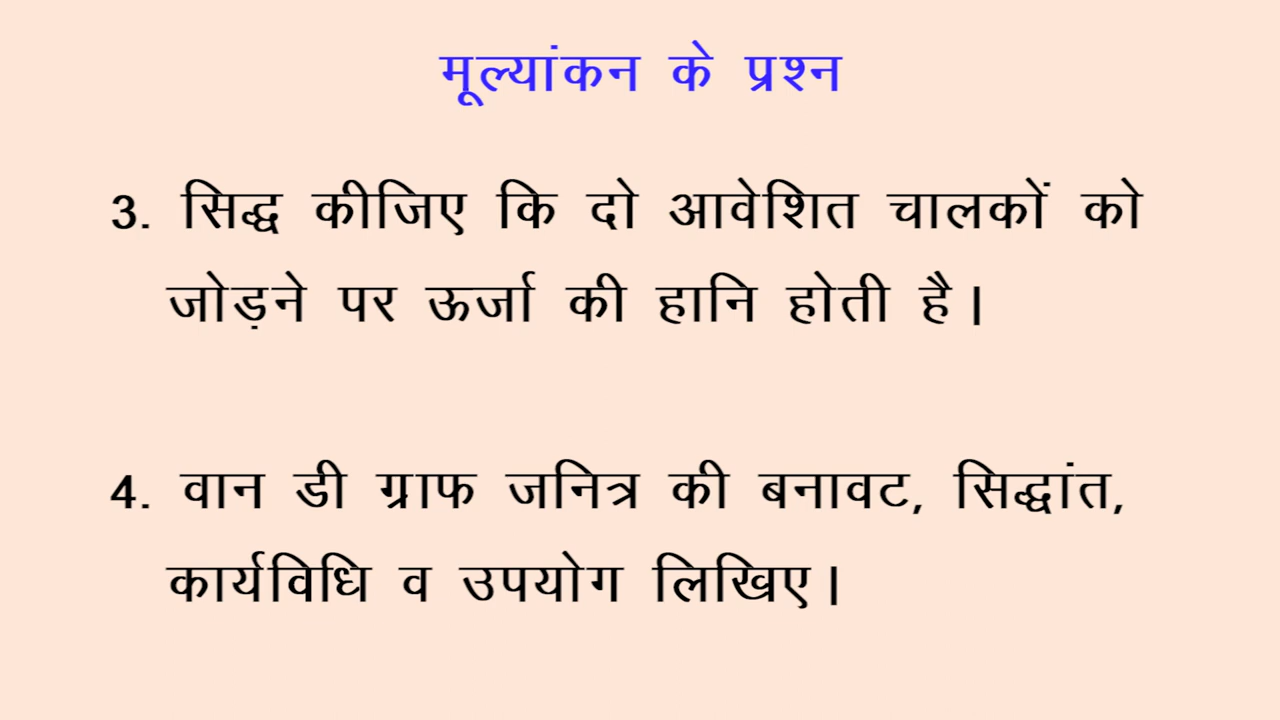 मूल्यांकन के प्रश्न
3. सिद्ध कीजिए कि दो आवेशित चालकों को
जोड़ने पर ऊर्जा की हानि होती है।
4. वान डी ग्राफ जनित्र की बनावट, सिद्धांत,
कार्यविधि व उपयोग लिखिए।